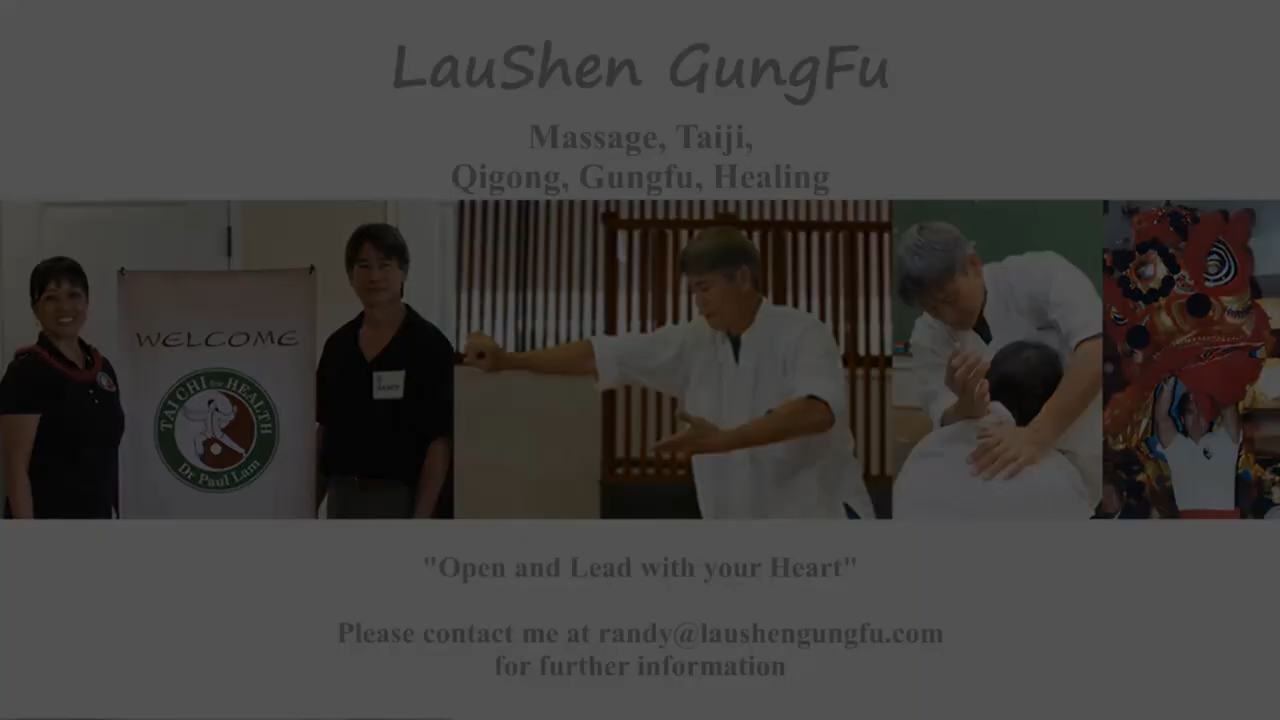 LauShen GungFu
Massage, Taiji,
Qigong, Gungfu, Healing
WELCOME
TAI CHI for HEALTH
Dr Paul Lam
"Open and Lead with your Heart"
Please contact me at randy@laushengungfu.com
for further information